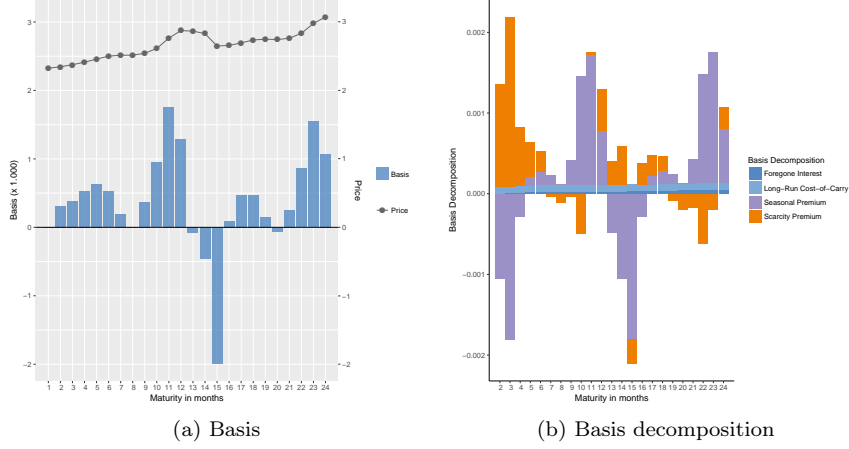 3
2
1
0
−1
−2
3
2
1
0
−1
−2
Basis (x 1.000)
Price
1 2 3 4 5 6 7 8 9 10 11 12 13 14 15 16 17 18 19 20 21 22 23 24
Maturity in months
Basis
Price
(a) Basis
0.002
0.001
0.000
−0.001
−0.002
Basis Decomposition
2 3 4 5 6 7 8 9 10 11 12 13 14 15 16 17 18 19 20 21 22 23 24
Maturity in months
Basis Decomposition
Foregone Interest
Long−Run Cost−of−Carry
Seasonal Premium
Scarcity Premium
(b) Basis decomposition